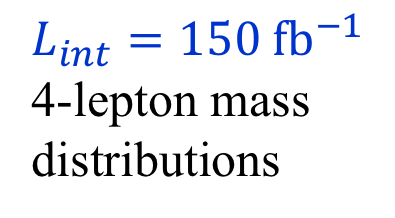 L_int = 150 fb⁻¹
4-lepton mass
distributions